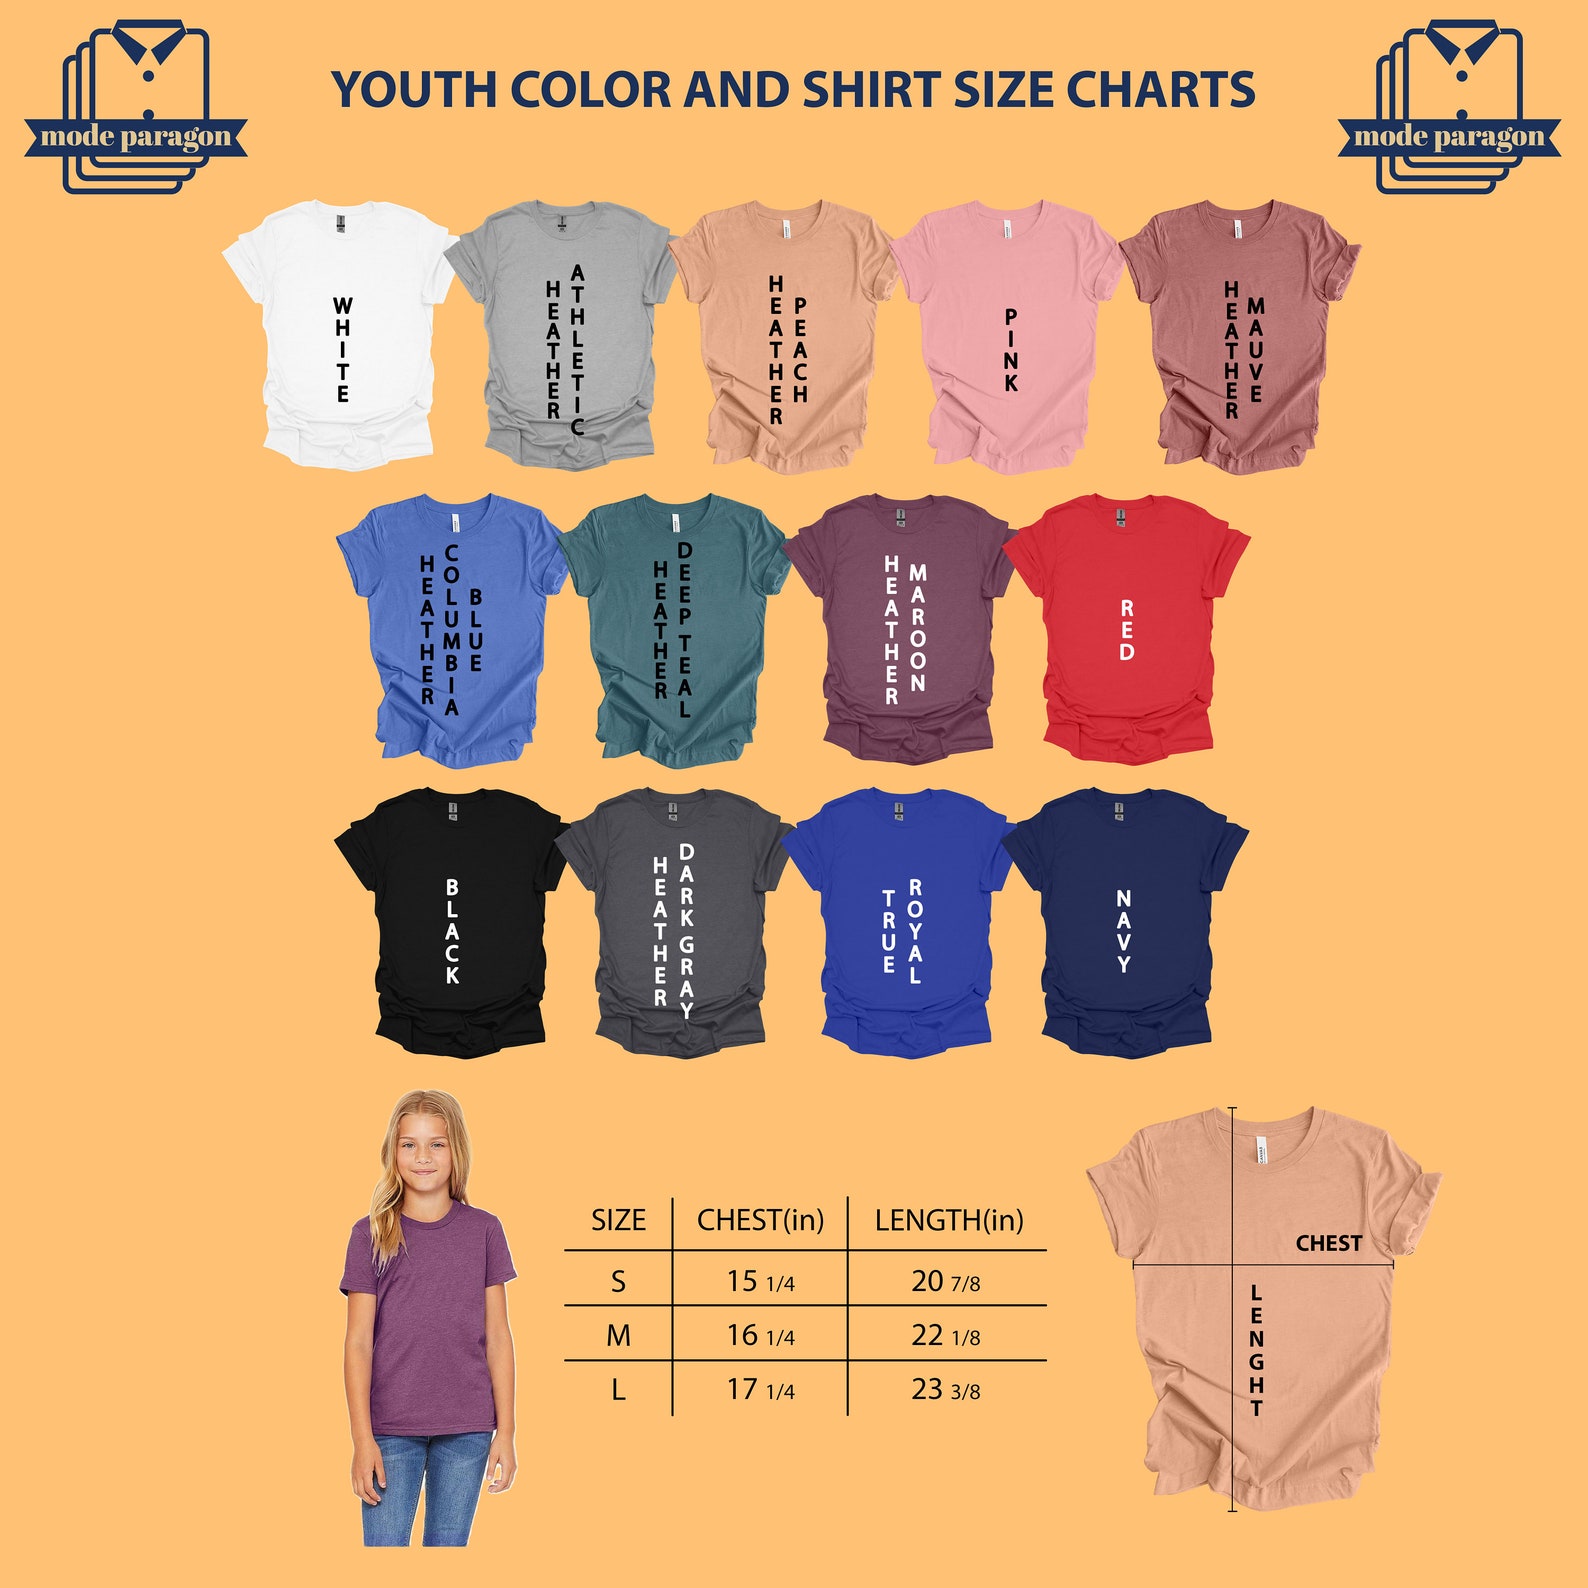 mode paragon
YOUTH COLOR AND SHIRT SIZE CHARTS
mode paragon
WHITE
HEATHER
ATHLETIC
HEATHER
PEACH
PINK
HEATHER
MAUVE
HEATHER
COLUMBIA
BLUE
HEATHER
DEEP TEAL
HEATHER
MAROON
RED
BLACK
HEATHER
DARK GRAY
TRUE
ROYAL
NAVY
SIZE CHEST(in) LENGTH(in)
S 15 1/4 20 7/8
M 16 1/4 22 1/8
L 17 1/4 23 3/8
CANVAS
CHEST
LENGHT